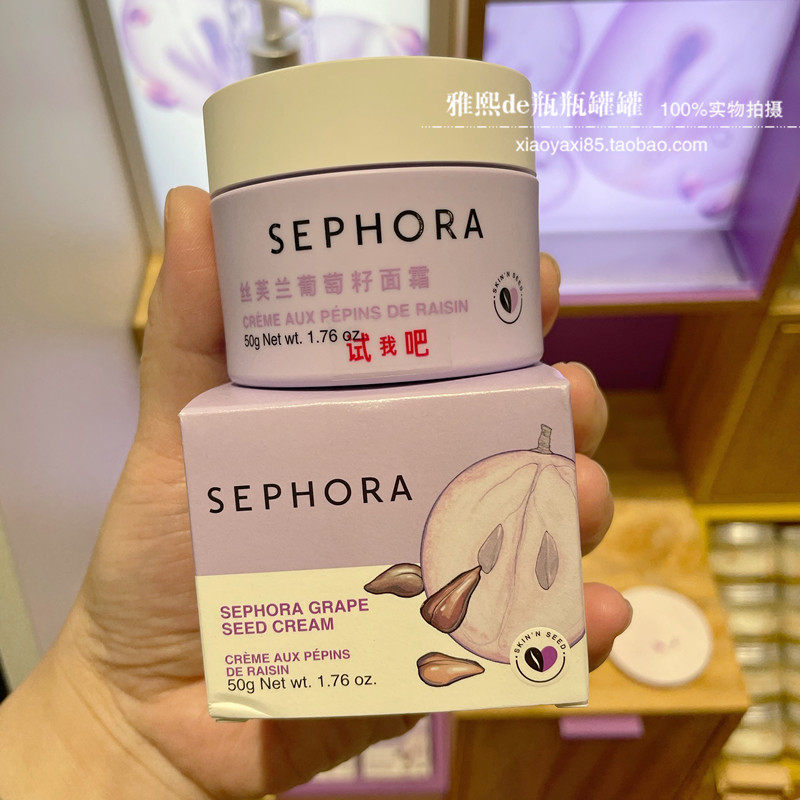 雅熙de瓶瓶罐罐 100%实物拍摄
xiaoyaxi85.taobao.com
SEPHORA
丝芙兰葡萄籽面霜
CRÈME AUX PÉPINS DE RAISIN
50g Net wt. 1.76 oz.
试我吧
SKIN'N SEED
SEPHORA
SEPHORA GRAPE
SEED CREAM
CRÈME AUX PÉPINS
DE RAISIN
50g Net wt. 1.76 oz.
SKIN'N SEED